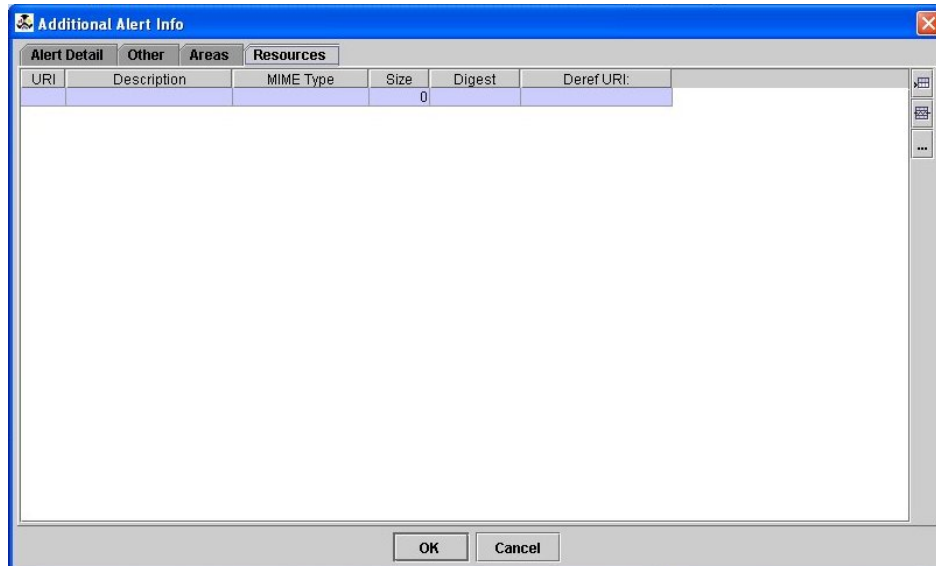 Additional Alert Info
Alert Detail Other Areas Resources
URI Description MIME Type Size Digest Deref URI:
0
...
OK Cancel